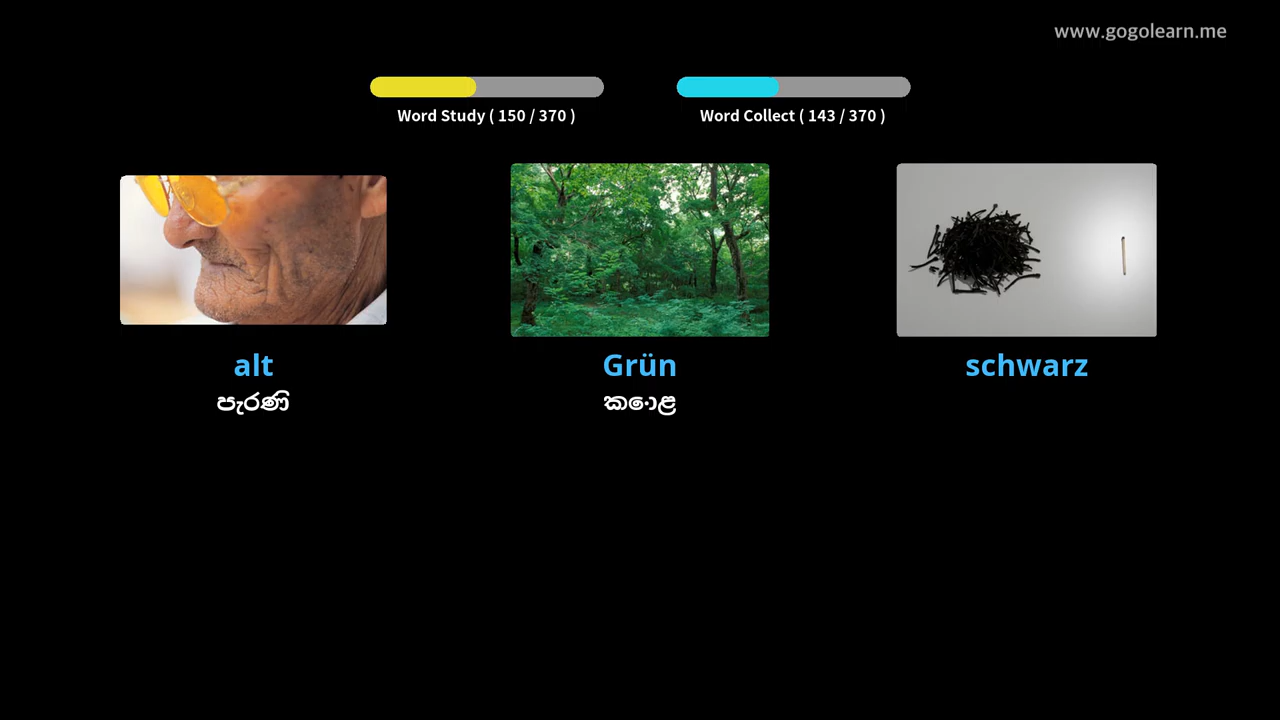 www.gogolearn.me
Word Study ( 150 / 370 )
Word Collect ( 143 / 370 )
alt
Grün
schwarz
පැරණි
කොළ